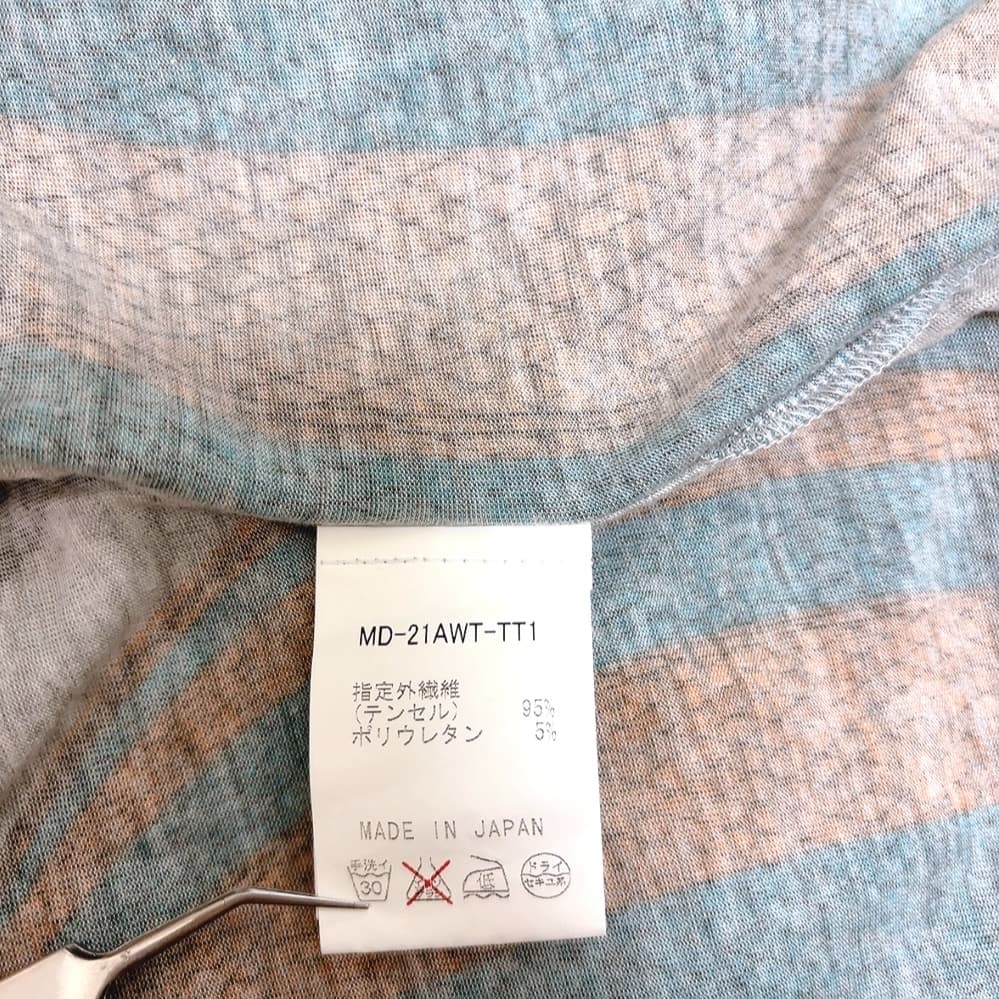 MD-21AWT-TT1
指定外繊維
(テンセル) 95%
ポリウレタン 5%
MADE IN JAPAN
手洗イ
30
低
ドライ
セキユ系